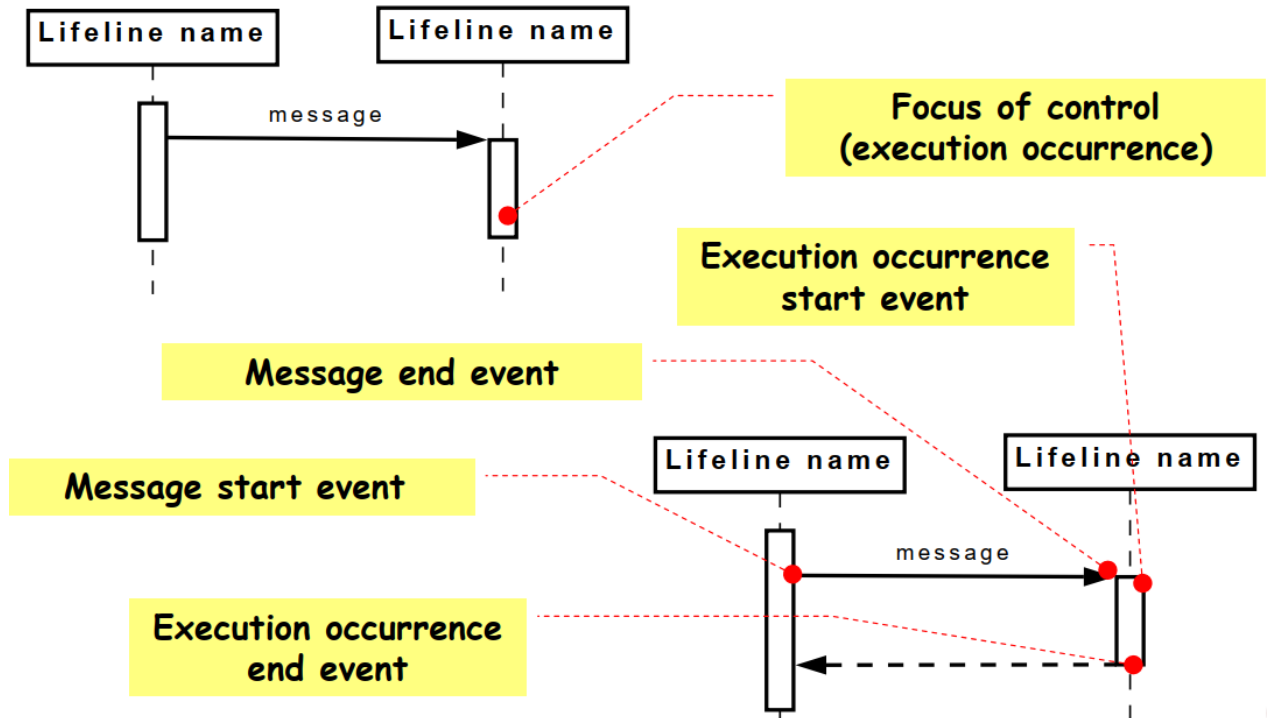 Lifeline name
Lifeline name
message
Focus of control
(execution occurrence)
Execution occurrence
start event
Message end event
Lifeline name
Lifeline name
Message start event
message
Execution occurrence
end event